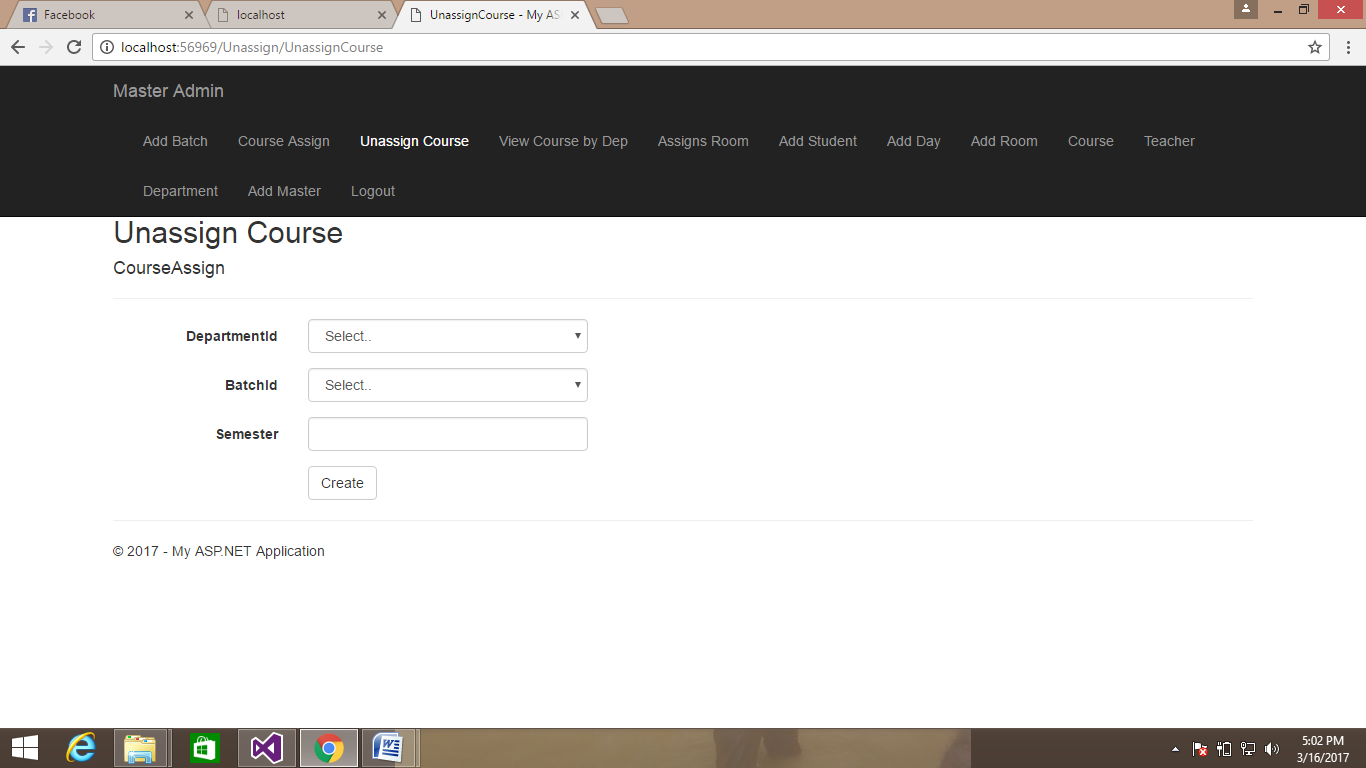 Facebook
localhost
UnassignCourse - My AS
localhost:56969/Unassign/UnassignCourse
Master Admin
Add Batch Course Assign Unassign Course View Course by Dep Assigns Room Add Student Add Day Add Room Course Teacher
Department Add Master Logout
Unassign Course
CourseAssign
DepartmentId Select..
BatchId Select..
Semester
Create
© 2017 - My ASP.NET Application
5:02 PM
3/16/2017